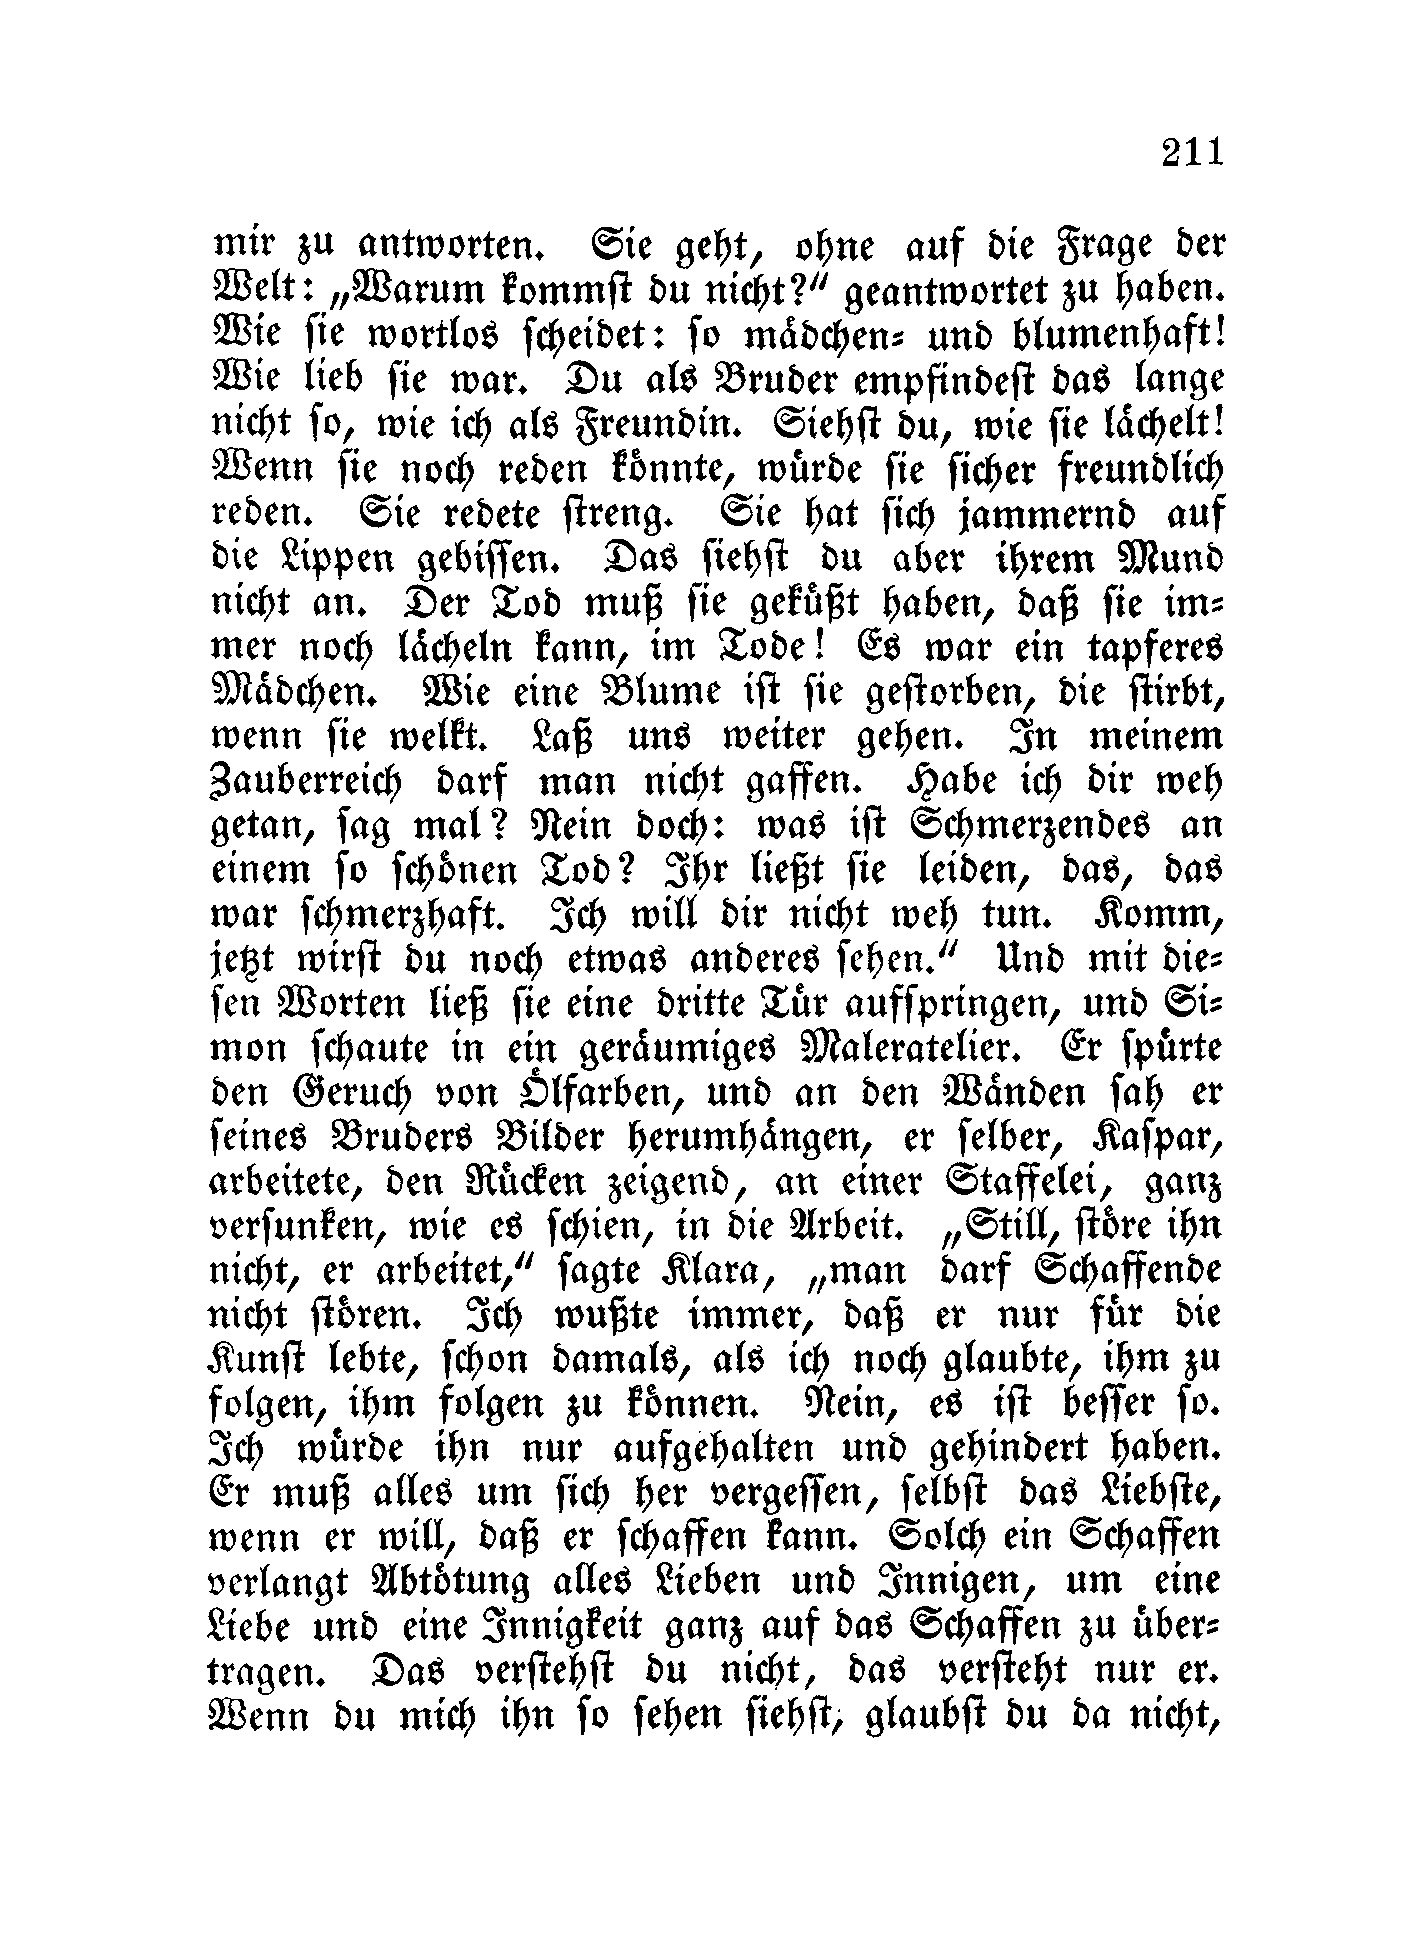 211
mir zu antworten. Sie geht, ohne auf die Frage der
Welt: „Warum kommst du nicht?“ geantwortet zu haben.
Wie sie wortlos scheidet: so mädchen- und blumenhaft!
Wie lieb sie war. Du als Bruder empfindest das lange
nicht so, wie ich als Freundin. Siehst du, wie sie lächelt!
Wenn sie noch reden könnte, würde sie sicher freundlich
reden. Sie redete streng. Sie hat sich jammernd auf
die Lippen gebissen. Das siehst du aber ihrem Mund
nicht an. Der Tod muß sie geküßt haben, daß sie im-
mer noch lächeln kann, im Tode! Es war ein tapferes
Mädchen. Wie eine Blume ist sie gestorben, die stirbt,
wenn sie welkt. Laß uns weiter gehen. In meinem
Zauberreich darf man nicht gaffen. Habe ich dir weh
getan, sag mal? Nein doch: was ist Schmerzendes an
einem so schönen Tod? Ihr ließt sie leiden, das, das
war schmerzhaft. Ich will dir nicht weh tun. Komm,
jetzt wirst du noch etwas anderes sehen.“ Und mit die-
sen Worten ließ sie eine dritte Tür aufspringen, und Si-
mon schaute in ein geräumiges Maleratelier. Er spürte
den Geruch von Ölfarben, und an den Wänden sah er
seines Bruders Bilder herumhängen, er selber, Kaspar,
arbeitete, den Rücken zeigend, an einer Staffelei, ganz
versunken, wie es schien, in die Arbeit. „Still, störe ihn
nicht, er arbeitet,“ sagte Klara, „man darf Schaffende
nicht stören. Ich wußte immer, daß er nur für die
Kunst lebte, schon damals, als ich noch glaubte, ihm zu
folgen, ihm folgen zu können. Nein, es ist besser so.
Ich würde ihn nur aufgehalten und gehindert haben.
Er muß alles um sich her vergessen, selbst das Liebste,
wenn er will, daß er schaffen kann. Solch ein Schaffen
verlangt Abtötung alles Lieben und Innigen, um eine
Liebe und eine Innigkeit ganz auf das Schaffen zu über-
tragen. Das verstehst du nicht, das versteht nur er.
Wenn du mich ihn so sehen siehst, glaubst du da nicht,